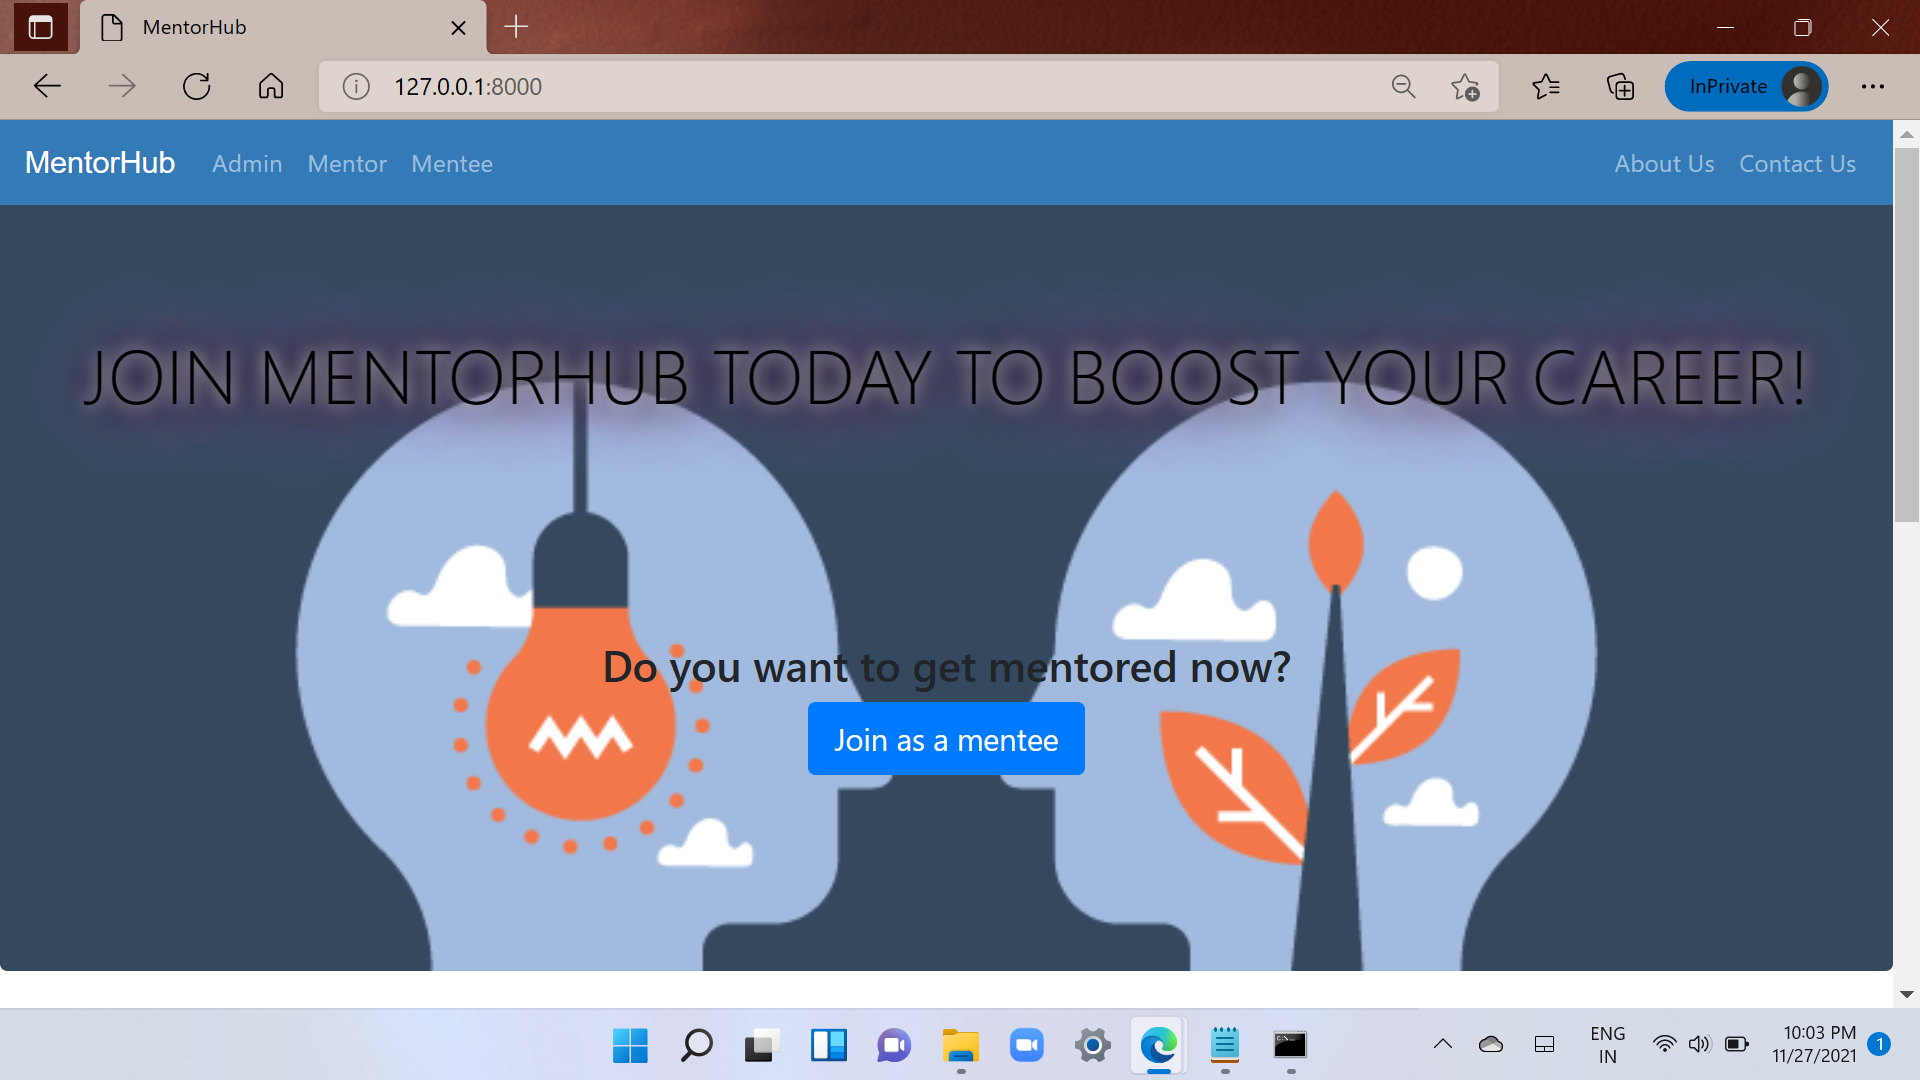 MentorHub
127.0.0.1:8000
InPrivate
MentorHub Admin Mentor Mentee About Us Contact Us
JOIN MENTORHUB TODAY TO BOOST YOUR CAREER!
Do you want to get mentored now?
Join as a mentee
ENG
IN
10:03 PM
11/27/2021
1